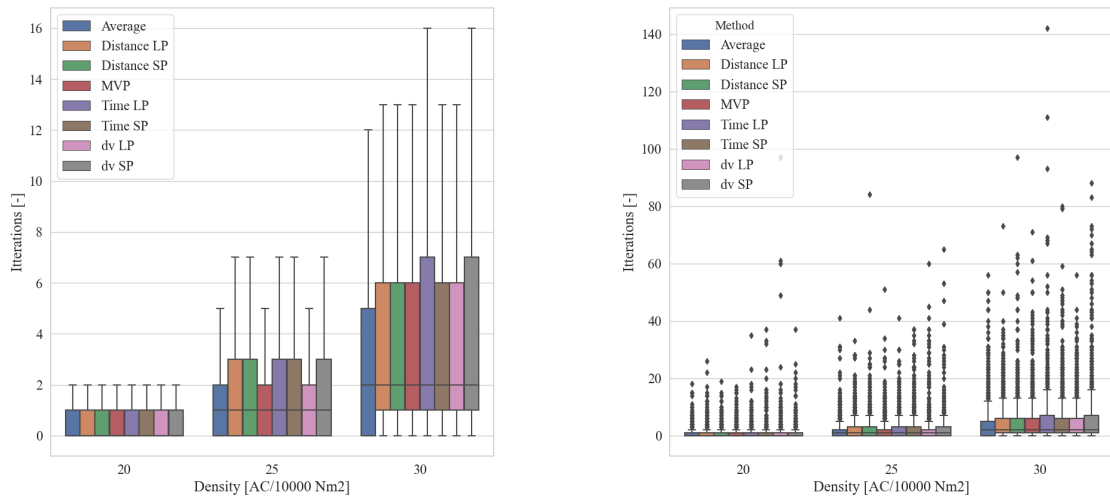 16
14
12
10
8
6
4
2
0
Itterations [-]
Average
Distance LP
Distance SP
MVP
Time LP
Time SP
dv LP
dv SP
20
25
30
Density [AC/10000 Nm2]
140
120
100
80
60
40
20
0
Itterations [-]
Method
Average
Distance LP
Distance SP
MVP
Time LP
Time SP
dv LP
dv SP
20
25
30
Density [AC/10000 Nm2]